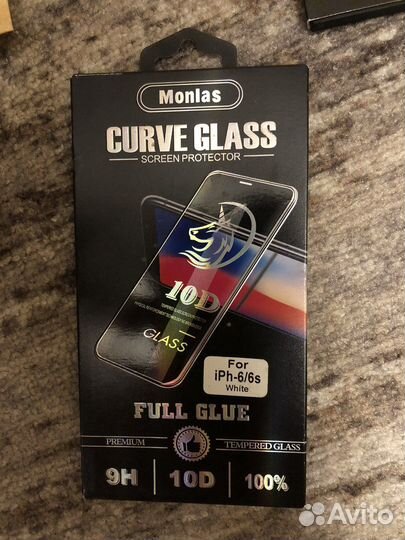 Monlas
CURVE GLASS
SCREEN PROTECTOR
10D
GLASS
For
iPh-6/6s
White
FULL GLUE
PREMIUM
TEMPERED GLASS
9H
10D
100%
Avito